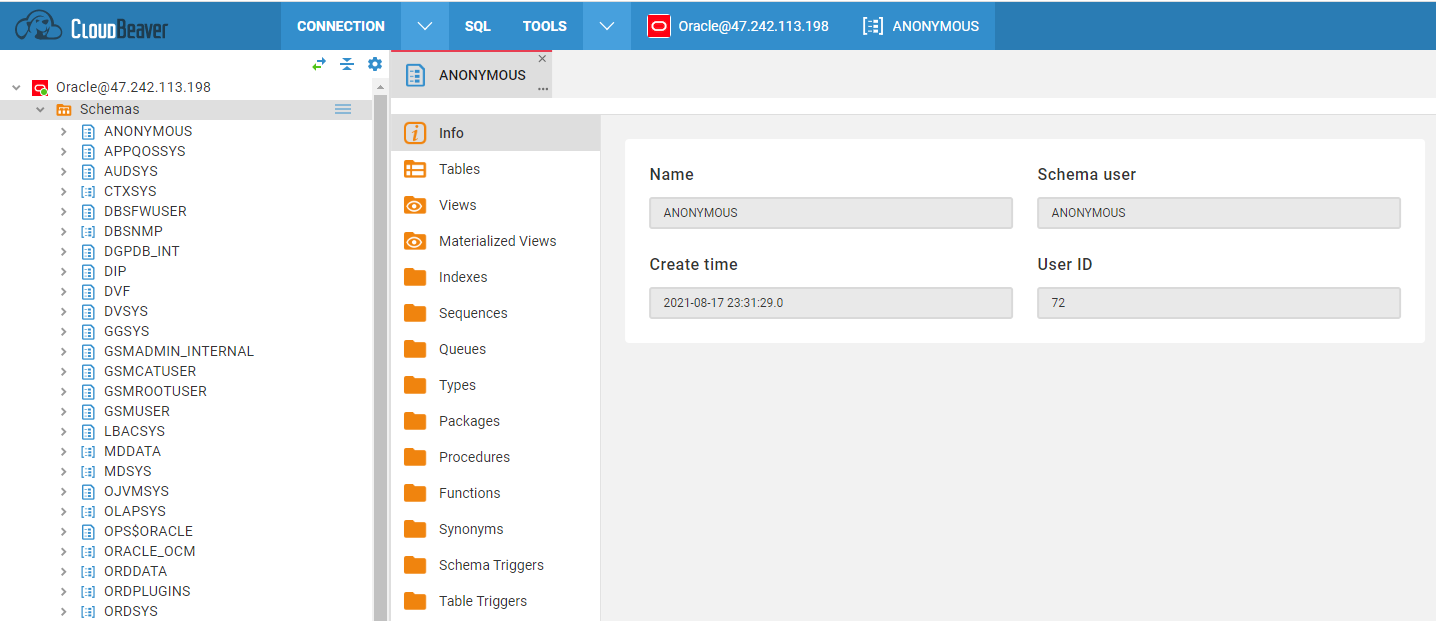 CloudBeaver
CONNECTION
SQL
TOOLS
Oracle@47.242.113.198
ANONYMOUS
Oracle@47.242.113.198
Schemas
ANONYMOUS
APPQOSSYS
AUDSYS
CTXSYS
DBSFWUSER
DBSNMP
DGPDB_INT
DIP
DVF
DVSYS
GGSYS
GSMADMIN_INTERNAL
GSMCATUSER
GSMROOTUSER
GSMUSER
LBACSYS
MDDATA
MDSYS
OJVMSYS
OLAPSYS
OPS$ORACLE
ORACLE_OCM
ORDDATA
ORDPLUGINS
ORDSYS
ANONYMOUS
Info
Tables
Views
Materialized Views
Indexes
Sequences
Queues
Types
Packages
Procedures
Functions
Synonyms
Schema Triggers
Table Triggers
Name
Schema user
ANONYMOUS
ANONYMOUS
Create time
User ID
2021-08-17 23:31:29.0
72